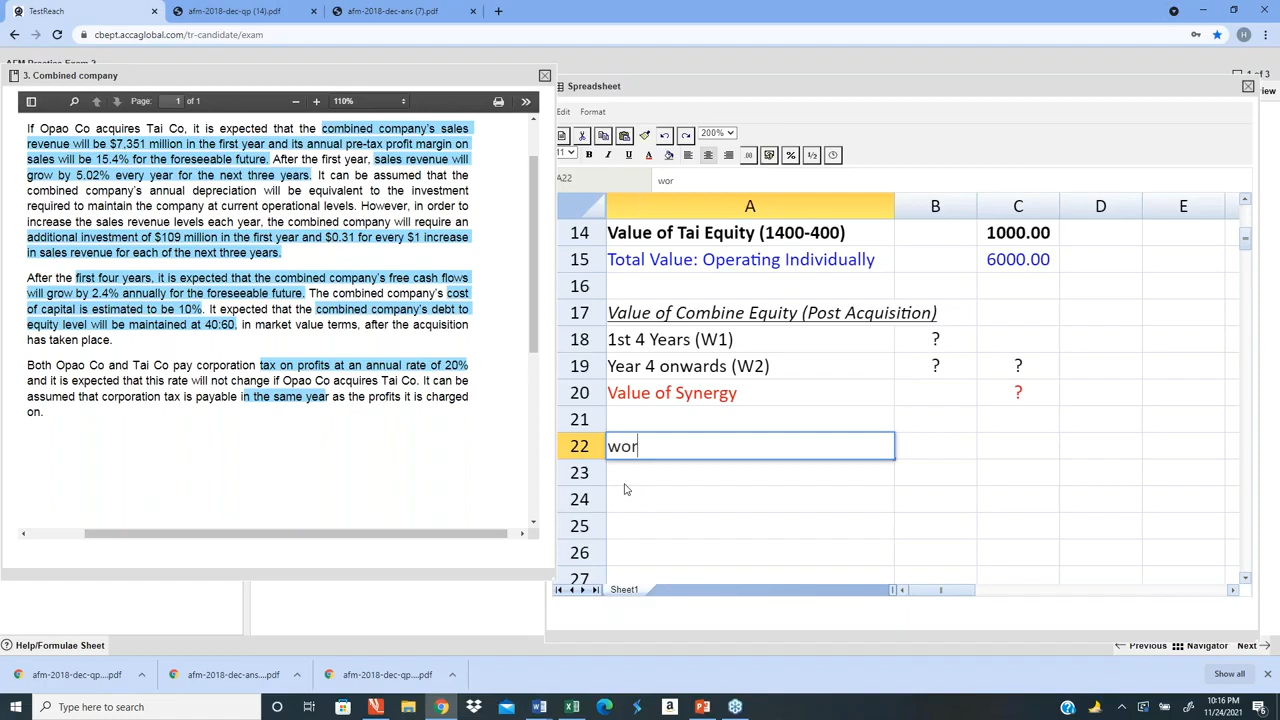 TestReach
afm-2018-dec-qp (14).pdf
afm-2018-dec-ans (7).pdf
cbept.accaglobal.com/tr-candidate/exam
H
1 of 3
3. Combined company
Page: 1 of 1
110%
If Opao Co acquires Tai Co, it is expected that the combined company's sales
revenue will be $7,351 million in the first year and its annual pre-tax profit margin on
sales will be 15.4% for the foreseeable future. After the first year, sales revenue will
grow by 5.02% every year for the next three years. It can be assumed that the
combined company's annual depreciation will be equivalent to the investment
required to maintain the company at current operational levels. However, in order to
increase the sales revenue levels each year, the combined company will require an
additional investment of $109 million in the first year and $0.31 for every $1 increase
in sales revenue for each of the next three years.
After the first four years, it is expected that the combined company's free cash flows
will grow by 2.4% annually for the foreseeable future. The combined company's cost
of capital is estimated to be 10%. It expected that the combined company's debt to
equity level will be maintained at 40:60, in market value terms, after the acquisition
has taken place.
Both Opao Co and Tai Co pay corporation tax on profits at an annual rate of 20%
and it is expected that this rate will not change if Opao Co acquires Tai Co. It can be
assumed that corporation tax is payable in the same year as the profits it is charged
on.
Spreadsheet
Edit Format
200%
11 B I U A .00 % 1/2
A22 wor
A B C D E
14 Value of Tai Equity (1400-400) 1000.00
15 Total Value: Operating Individually 6000.00
16
17 Value of Combine Equity (Post Acquisition)
18 1st 4 Years (W1) ?
19 Year 4 onwards (W2) ? ?
20 Value of Synergy ?
21
22 wor
23
24
25
26
27
Sheet1
Help/Formulae Sheet
Previous Navigator Next
afm-2018-dec-qp....pdf
afm-2018-dec-ans....pdf
afm-2018-dec-qp....pdf
Show all
Type here to search
10:16 PM
11/24/2021